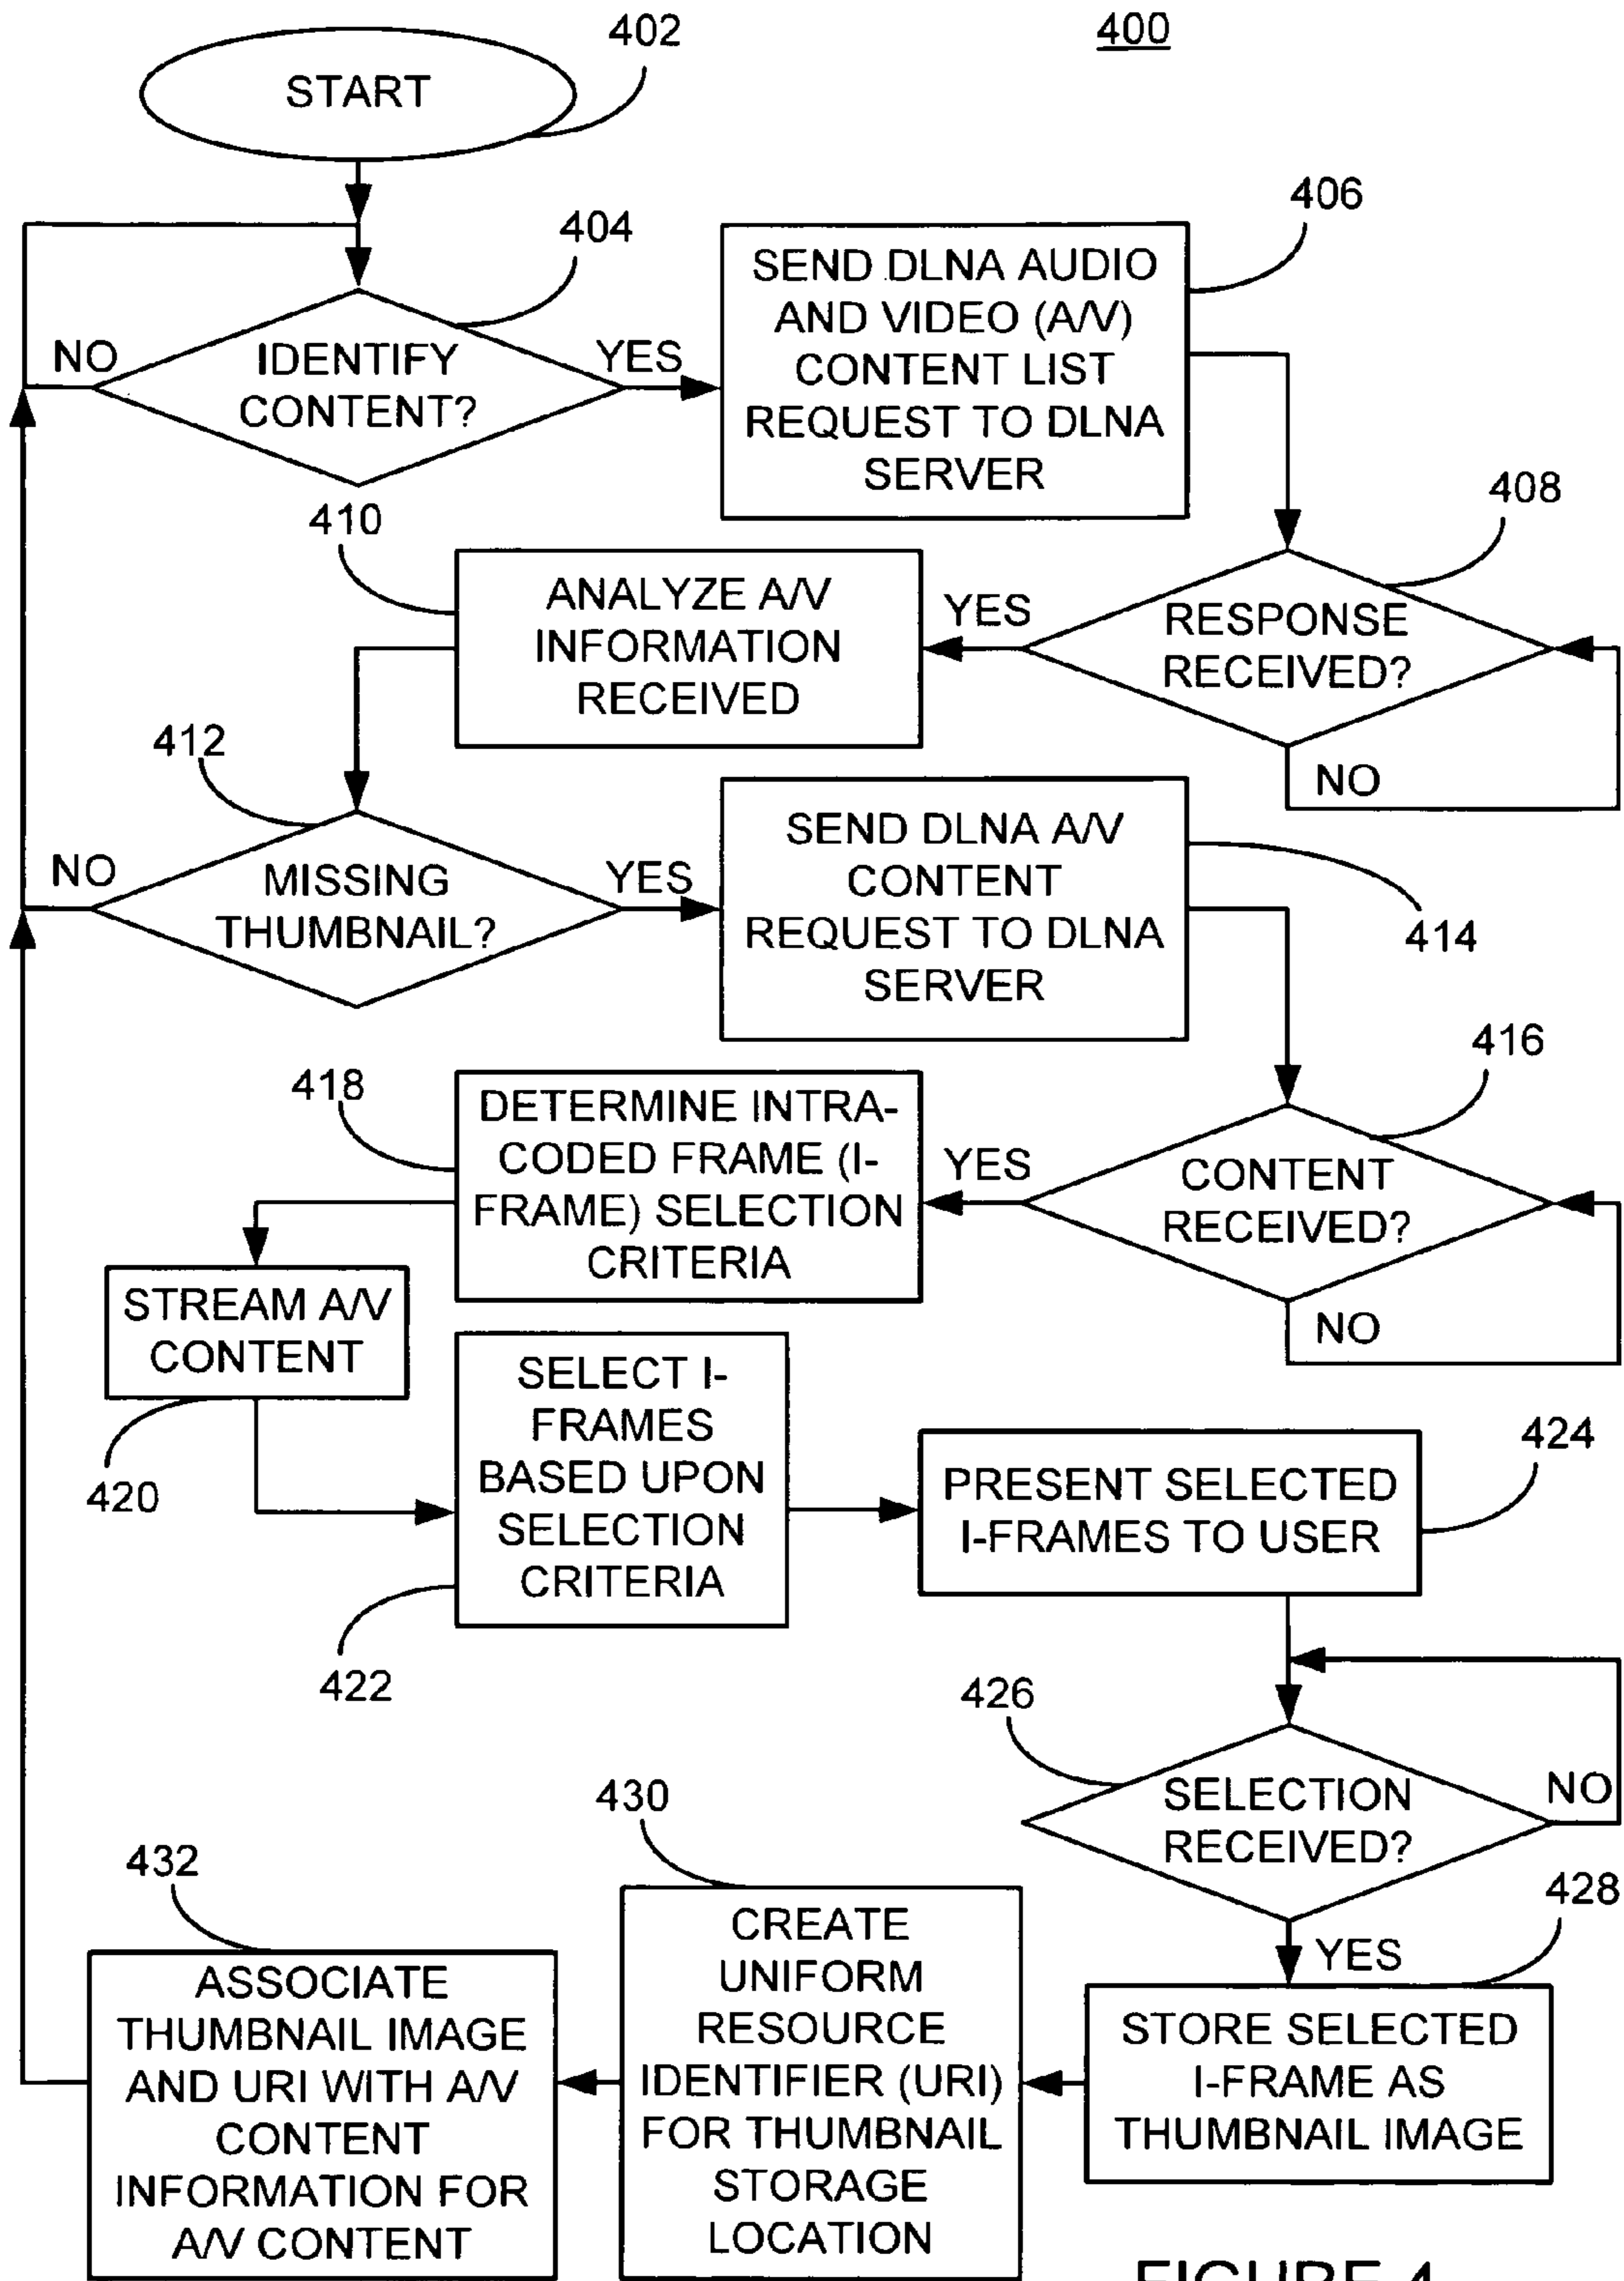 400
402
START
404
IDENTIFY
CONTENT?
NO
YES
406
SEND DLNA AUDIO
AND VIDEO (A/V)
CONTENT LIST
REQUEST TO DLNA
SERVER
408
RESPONSE
RECEIVED?
YES
NO
410
ANALYZE A/V
INFORMATION
RECEIVED
412
MISSING
THUMBNAIL?
NO
YES
414
SEND DLNA A/V
CONTENT
REQUEST TO DLNA
SERVER
416
CONTENT
RECEIVED?
YES
NO
418
DETERMINE INTRA-
CODED FRAME (I-
FRAME) SELECTION
CRITERIA
STREAM A/V
CONTENT
420
SELECT I-
FRAMES
BASED UPON
SELECTION
CRITERIA
422
424
PRESENT SELECTED
I-FRAMES TO USER
426
SELECTION
RECEIVED?
NO
YES
428
STORE SELECTED
I-FRAME AS
THUMBNAIL IMAGE
430
CREATE
UNIFORM
RESOURCE
IDENTIFIER (URI)
FOR THUMBNAIL
STORAGE
LOCATION
432
ASSOCIATE
THUMBNAIL IMAGE
AND URI WITH A/V
CONTENT
INFORMATION FOR
A/V CONTENT
FIGURE 4